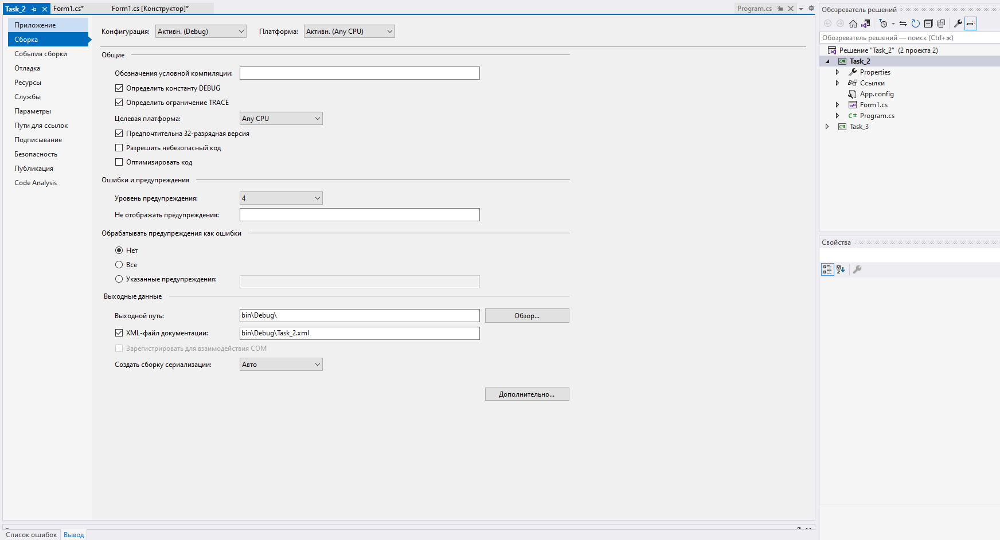 Task_2
Form1.cs*
Form1.cs [Конструктор]*
Program.cs
Приложение
Сборка
События сборки
Отладка
Ресурсы
Службы
Параметры
Пути для ссылок
Подписывание
Безопасность
Публикация
Code Analysis
Конфигурация: Активн. (Debug) Платформа: Активн. (Any CPU)
Общие
Обозначения условной компиляции:
Определить константу DEBUG
Определить ограничение TRACE
Целевая платформа: Any CPU
Предпочтительна 32-разрядная версия
Разрешить небезопасный код
Оптимизировать код
Ошибки и предупреждения
Уровень предупреждения: 4
Не отображать предупреждения:
Обрабатывать предупреждения как ошибки
Нет
Все
Указанные предупреждения:
Выходные данные
Выходной путь: bin\Debug\ Обзор...
XML-файл документации: bin\Debug\Task_2.xml
Зарегистрировать для взаимодействия COM
Создать сборку сериализации: Авто
Дополнительно...
Обозреватель решений
Обозреватель решений — поиск (Ctrl+ж)
Решение "Task_2" (2 проекта 2)
C# Task_2
Properties
Ссылки
App.config
Form1.cs
C# Program.cs
C# Task_3
Свойства
Список ошибок
Вывод